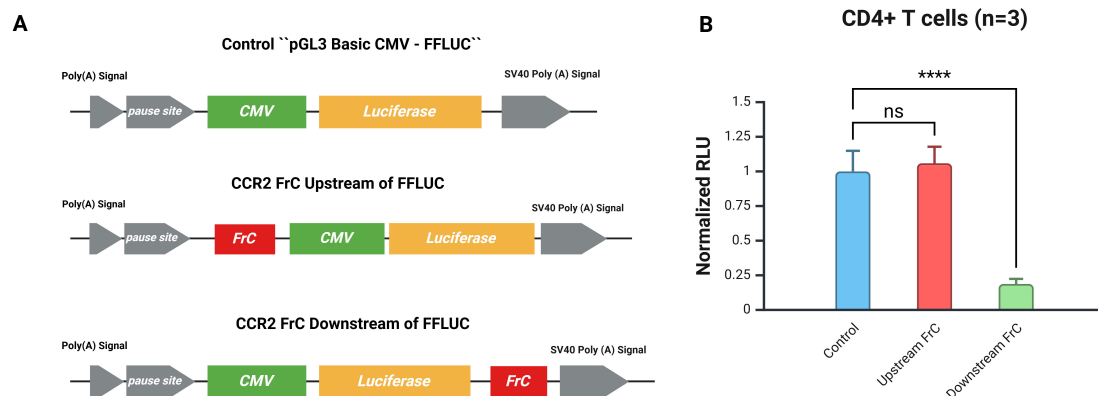 A
Control ``pGL3 Basic CMV - FFLUC``
Poly(A) Signal
SV40 Poly (A) Signal
pause site
CMV
Luciferase
CCR2 FrC Upstream of FFLUC
Poly(A) Signal
SV40 Poly (A) Signal
pause site
FrC
CMV
Luciferase
CCR2 FrC Downstream of FFLUC
Poly(A) Signal
SV40 Poly (A) Signal
pause site
CMV
Luciferase
FrC
B
CD4+ T cells (n=3)
****
ns
Normalized RLU
1.5
1.25
1
0.75
0.5
0.25
0
Control
Upstream FrC
Downstream FrC